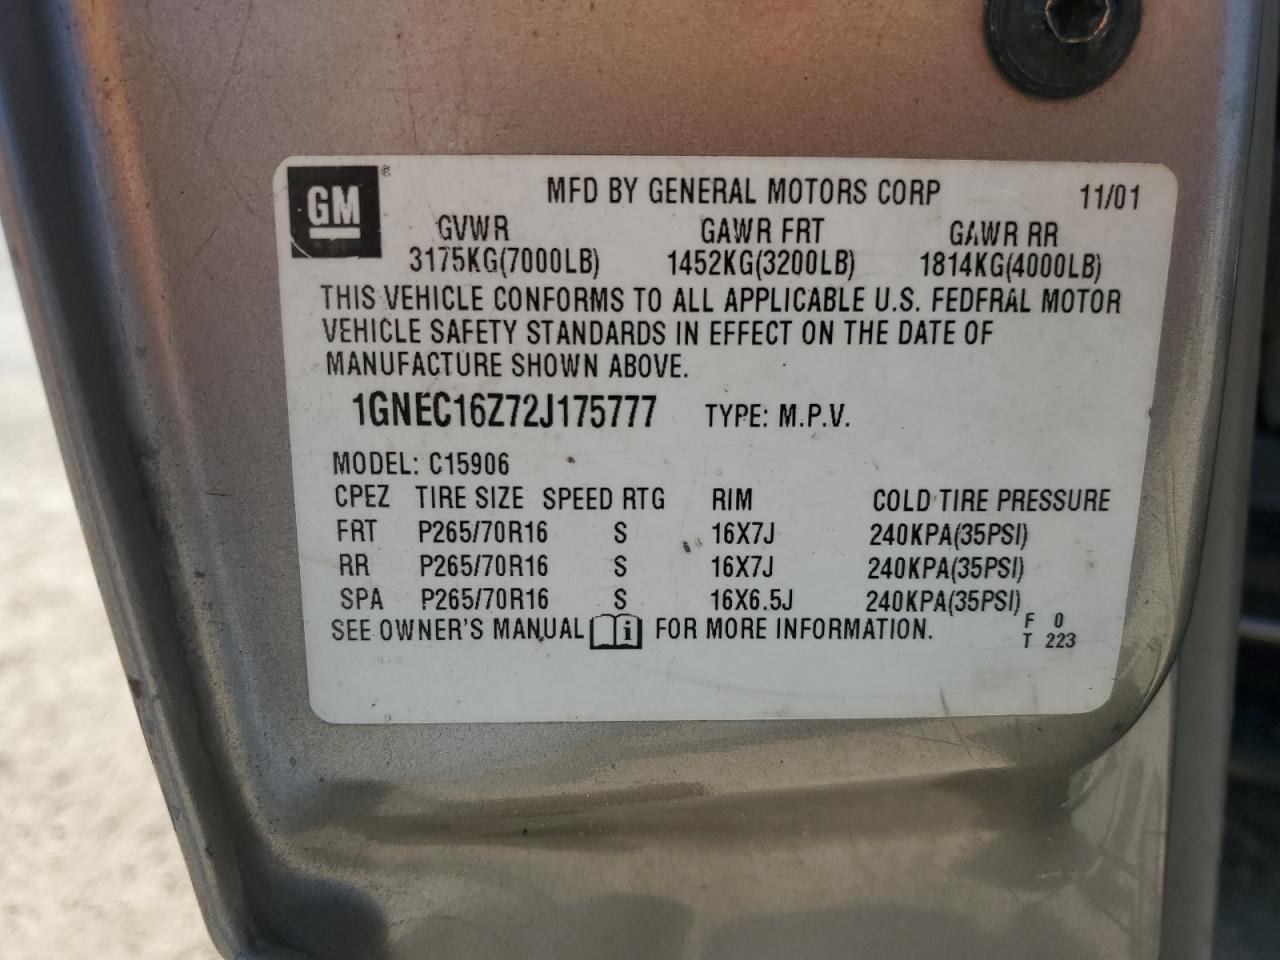 GM ® MFD BY GENERAL MOTORS CORP 11/01
GVWR GAWR FRT GAWR RR
3175KG(7000LB) 1452KG(3200LB) 1814KG(4000LB)
THIS VEHICLE CONFORMS TO ALL APPLICABLE U.S. FEDFRAL MOTOR
VEHICLE SAFETY STANDARDS IN EFFECT ON THE DATE OF
MANUFACTURE SHOWN ABOVE.
1GNEC16Z72J175777 TYPE: M.P.V.
MODEL: C15906
CPEZ TIRE SIZE SPEED RTG RIM COLD TIRE PRESSURE
FRT P265/70R16 S 16X7J 240KPA(35PSI)
RR P265/70R16 S 16X7J 240KPA(35PSI)
SPA P265/70R16 S 16X6.5J 240KPA(35PSI)
SEE OWNER'S MANUAL i FOR MORE INFORMATION. F 0
T 223